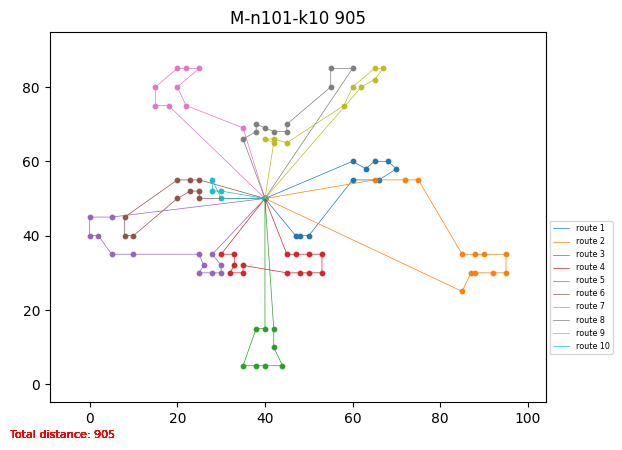 M-n101-k10 905
80
60
40
20
0
0 20 40 60 80 100
route 1
route 2
route 3
route 4
route 5
route 6
route 7
route 8
route 9
route 10
Total distance: 905